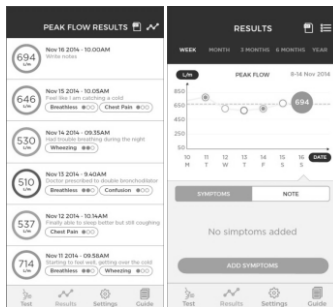 PEAK FLOW RESULTS
694
L/m
Nov 16 2014 - 10.00AM
Write notes
646
L/m
Nov 15 2014 - 10.05AM
Feel like I am catching a cold
Breathless
Chest Pain
530
L/m
Nov 14 2014 - 09.35AM
Had trouble breathing during the night
Wheezing
510
L/m
Nov 13 2014 - 9.40AM
Doctor prescribed to double bronchodilator
Breathless
Confusion
537
L/m
Nov 12 2014 - 10.14AM
Finally able to sleep better but still coughing
Chest Pain
714
L/m
Nov 11 2014 - 09.58AM
Starting to feel well, getting over the cold
Breathless
Wheezing
Test Results Settings Guide
RESULTS
WEEK MONTH 3 MONTHS 6 MONTHS YEAR
L/m PEAK FLOW 9-14 Nov 2014
850
650
694
450
250
50
10 11 12 13 14 15 16 DATE
M T W T F S S
SYMPTOMS NOTE
No simptoms added
ADD SYMPTOMS
Test Results Settings Guide